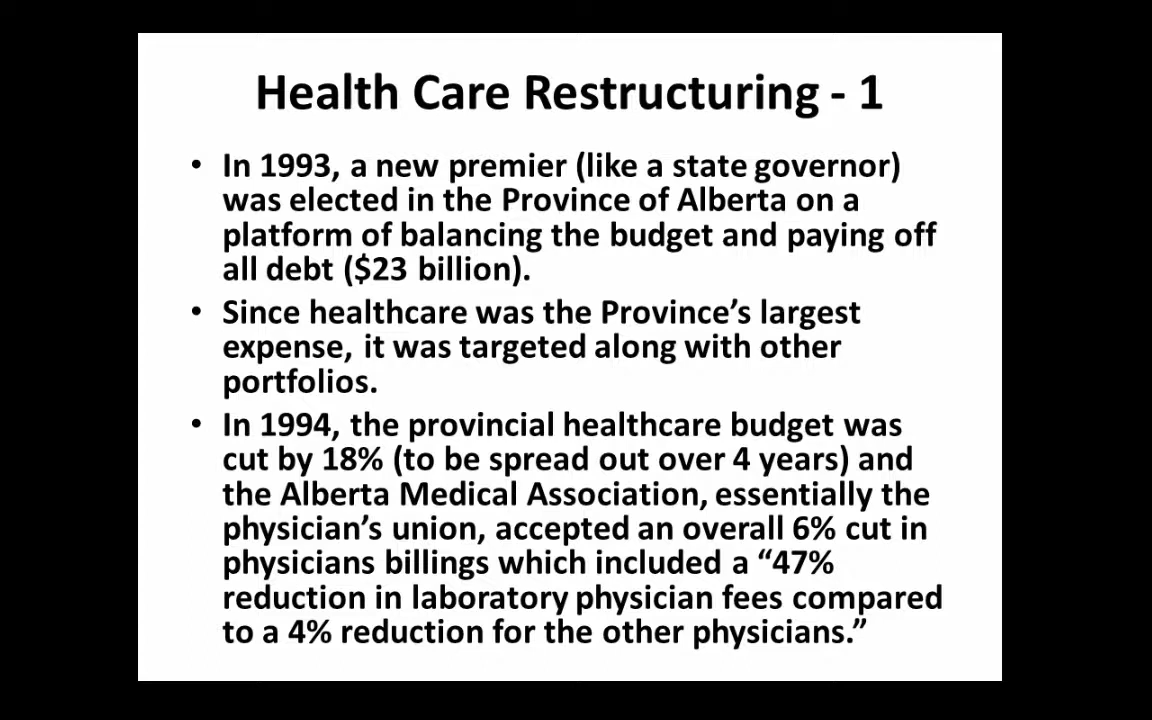 Health Care Restructuring - 1
• In 1993, a new premier (like a state governor)
was elected in the Province of Alberta on a
platform of balancing the budget and paying off
all debt ($23 billion).
• Since healthcare was the Province’s largest
expense, it was targeted along with other
portfolios.
• In 1994, the provincial healthcare budget was
cut by 18% (to be spread out over 4 years) and
the Alberta Medical Association, essentially the
physician’s union, accepted an overall 6% cut in
physicians billings which included a “47%
reduction in laboratory physician fees compared
to a 4% reduction for the other physicians.”